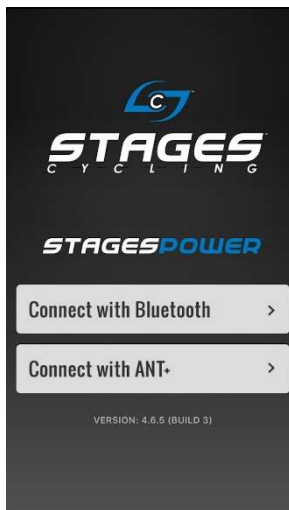 C
STAGES
CYCLING
STAGESPOWER
Connect with Bluetooth >
Connect with ANT+ >
VERSION: 4.6.5 (BUILD 3)